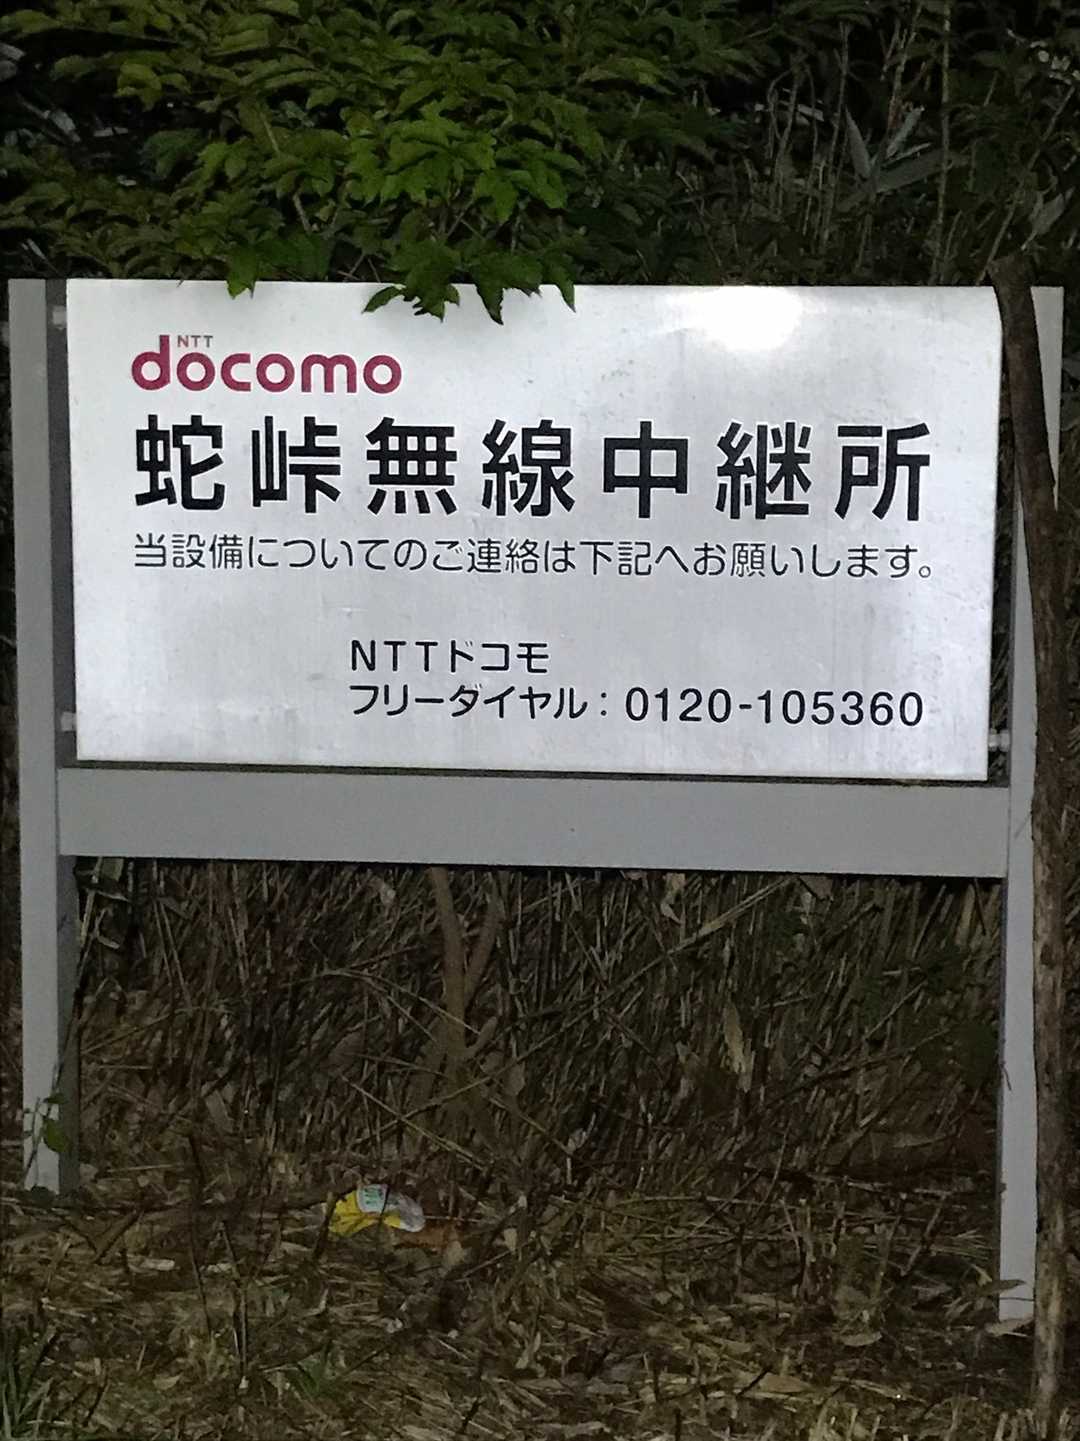 NTT
docomo
蛇峠無線中継所
当設備についてのご連絡は下記へお願いします。
NTTドコモ
フリーダイヤル：0120-105360